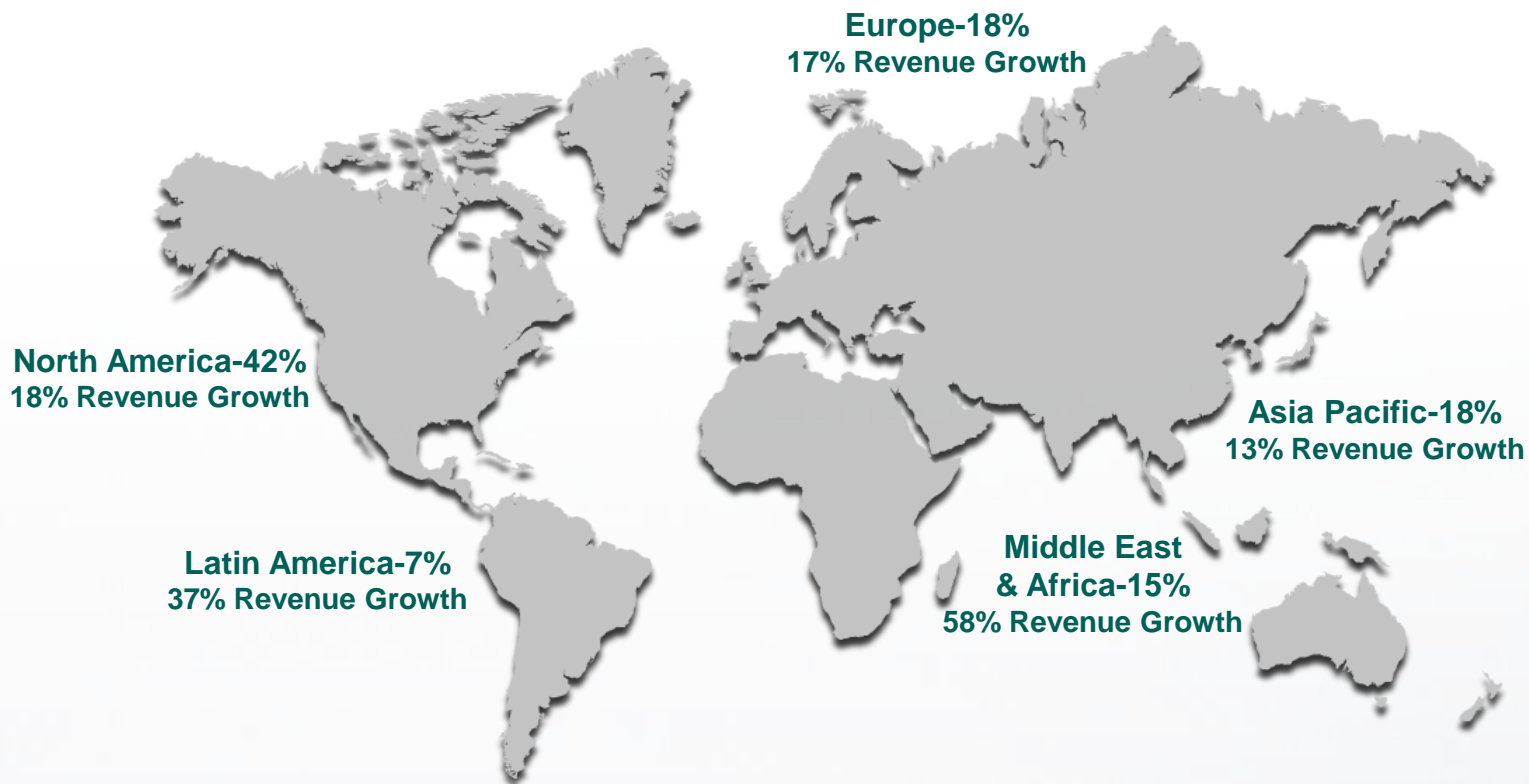 Europe-18%
17% Revenue Growth
North America-42%
18% Revenue Growth
Asia Pacific-18%
13% Revenue Growth
Latin America-7%
37% Revenue Growth
Middle East
& Africa-15%
58% Revenue Growth